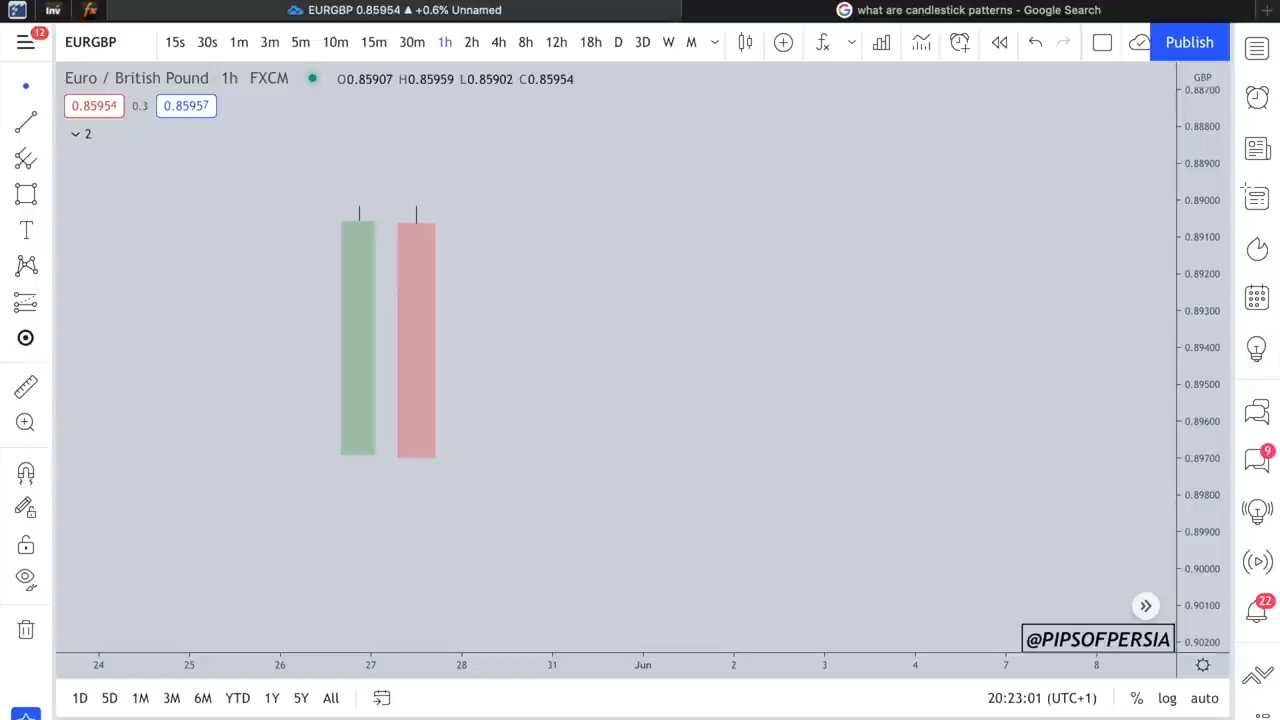 EURGBP 0.85954 ▲ +0.6% Unnamed
what are candlestick patterns - Google Search
Inv
12
EURGBP
15s 30s 1m 3m 5m 10m 15m 30m 1h 2h 4h 8h 12h 18h D 3D W M
Publish
Euro / British Pound 1h FXCM
O0.85907 H0.85959 L0.85902 C0.85954
0.85954 0.3 0.85957
2
GBP
0.88700
0.88800
0.88900
0.89000
0.89100
0.89200
0.89300
0.89400
0.89500
0.89600
0.89700
0.89800
0.89900
0.90000
0.90100
0.90200
9
22
@PIPSOFPERSIA
24 25 26 27 28 31 Jun 2 3 4 7 8
1D 5D 1M 3M 6M YTD 1Y 5Y All
20:23:01 (UTC+1) % log auto